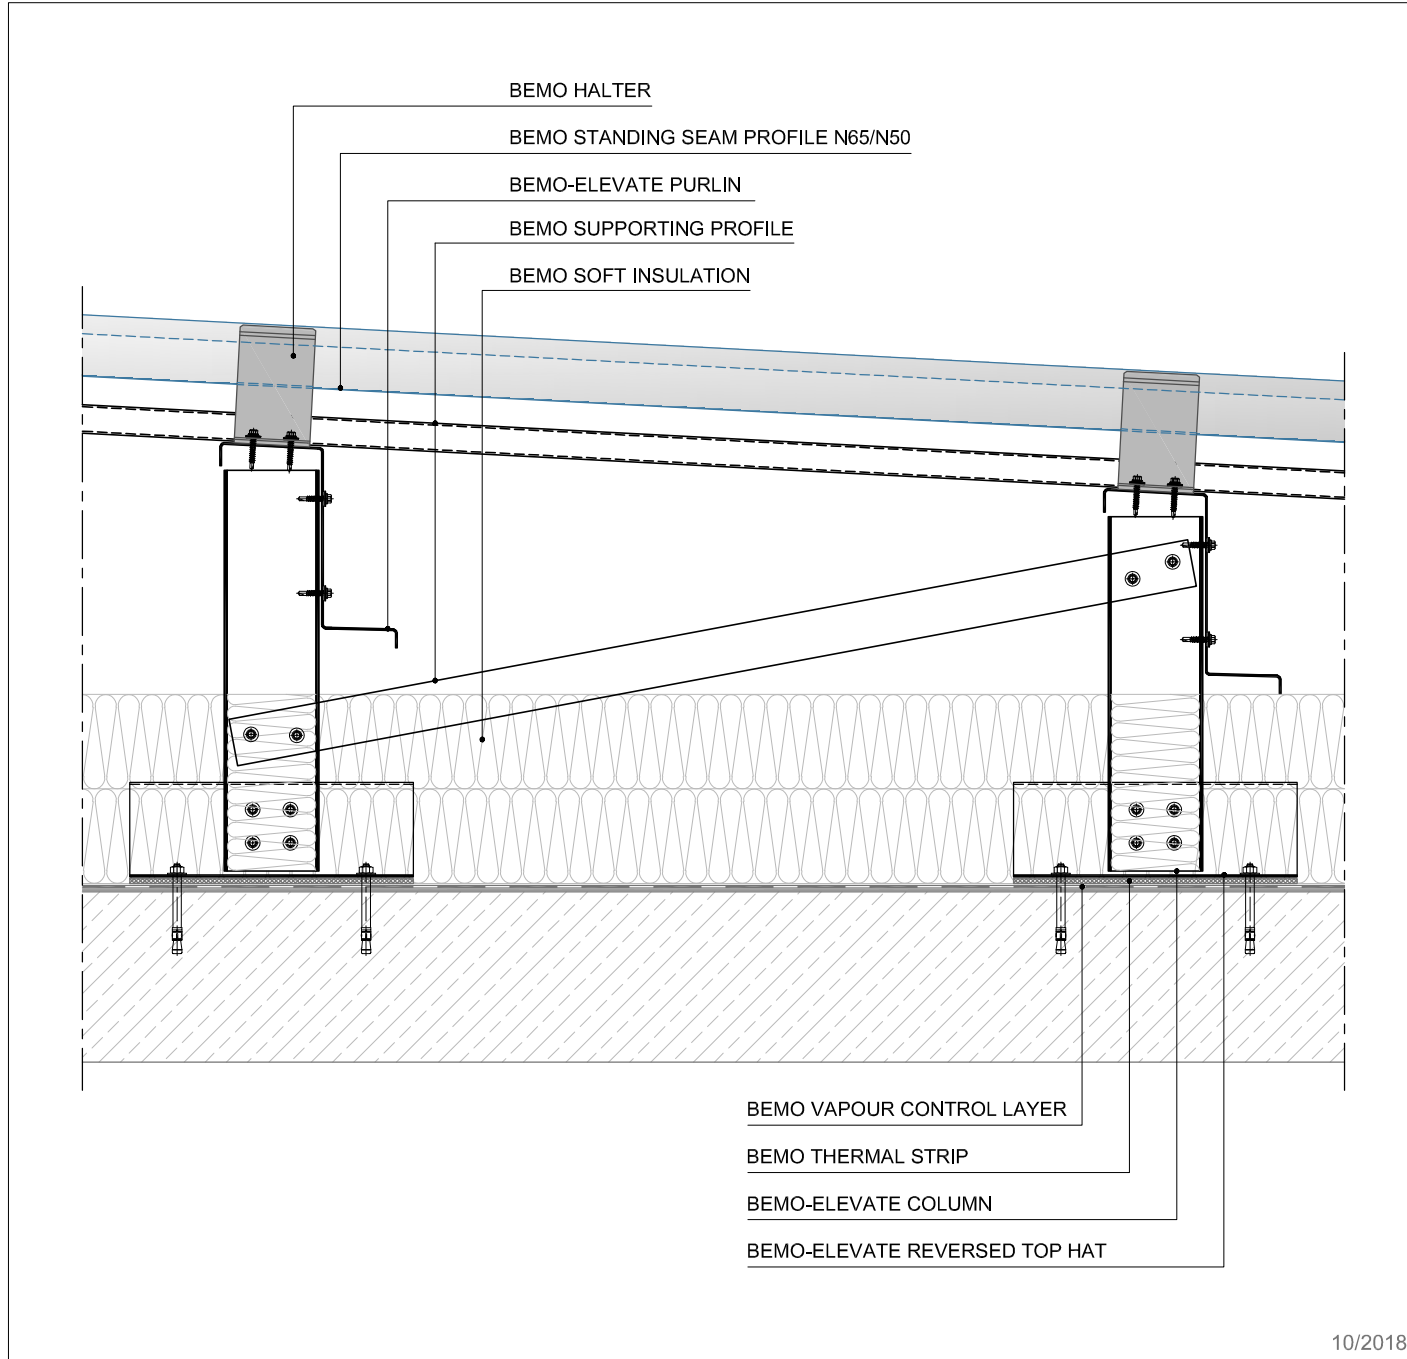 BEMO HALTER
BEMO STANDING SEAM PROFILE N65/N50
BEMO-ELEVATE PURLIN
BEMO SUPPORTING PROFILE
BEMO SOFT INSULATION
BEMO VAPOUR CONTROL LAYER
BEMO THERMAL STRIP
BEMO-ELEVATE COLUMN
BEMO-ELEVATE REVERSED TOP HAT
10/2018